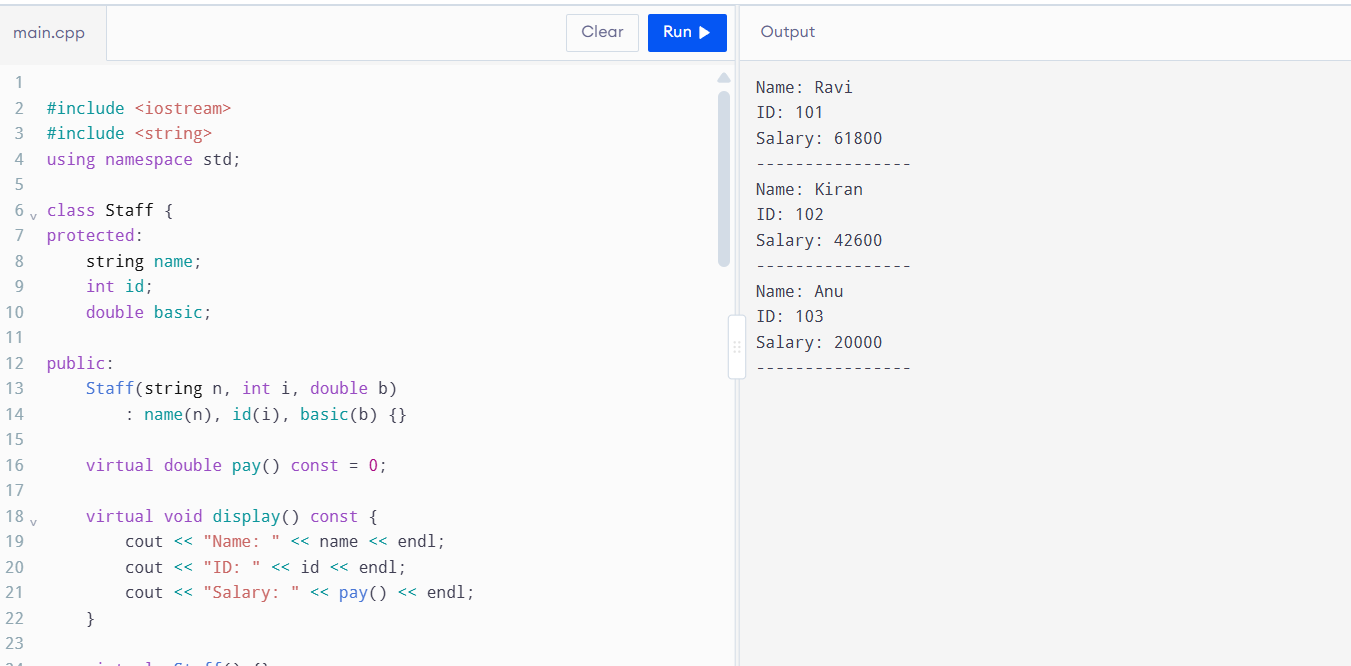 main.cpp
Clear
Run
Output
1
2 #include <iostream>
3 #include <string>
4 using namespace std;
5
6 class Staff {
7 protected:
8     string name;
9     int id;
10     double basic;
11
12 public:
13     Staff(string n, int i, double b)
14         : name(n), id(i), basic(b) {}
15
16     virtual double pay() const = 0;
17
18     virtual void display() const {
19         cout << "Name: " << name << endl;
20         cout << "ID: " << id << endl;
21         cout << "Salary: " << pay() << endl;
22     }
23
Name: Ravi
ID: 101
Salary: 61800
----------------
Name: Kiran
ID: 102
Salary: 42600
----------------
Name: Anu
ID: 103
Salary: 20000
----------------